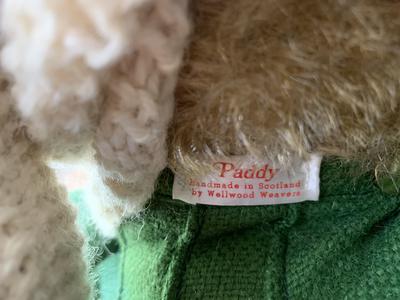 Paddy
Handmade in Scotland
by Wellwood Weavers